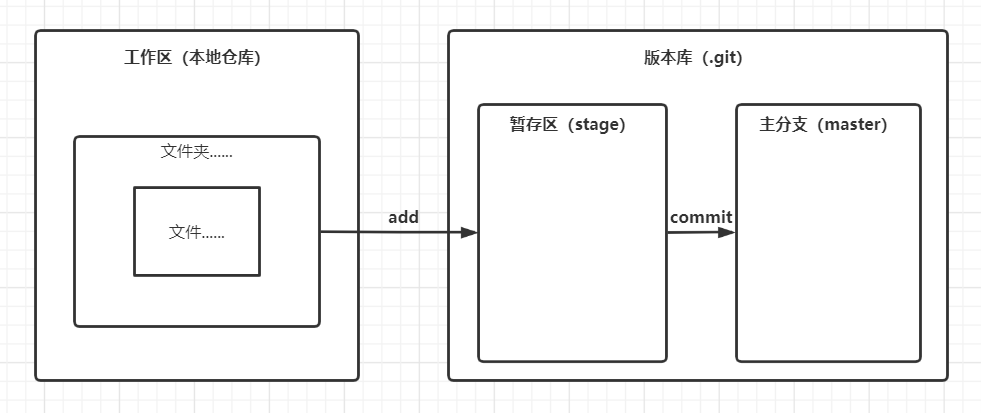 工作区（本地仓库）
文件夹......
文件......
add
版本库（.git）
暂存区（stage）
commit
主分支（master）